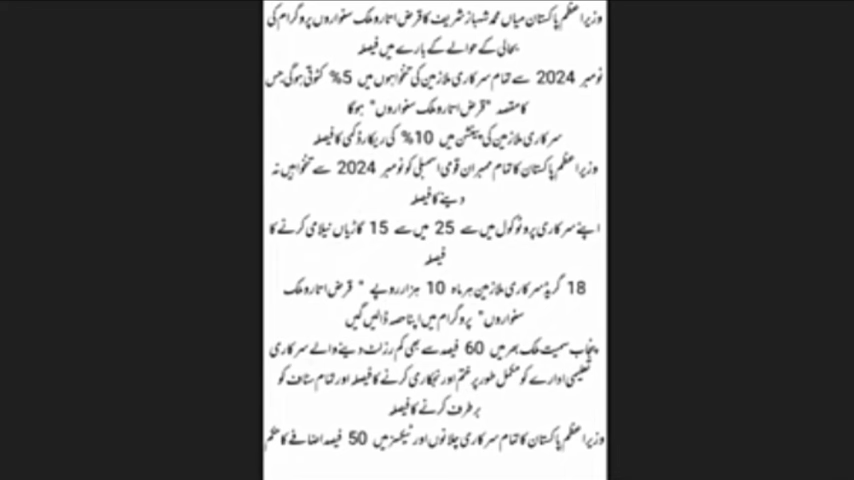 وزیراعظم پاکستان میاں محمد شہباز شریف کا قرض اتارو ملک سنوارو‌ں پروگرام کی
بحالی کے حوالے کے بارے میں فیصلہ
نومبر 2024 سے تمام سرکاری ملازمین کی تنخواہوں میں 5% کٹوتی ہوگی جس
کا مقصد "قرض اتارو ملک سنواروں" ہوگا
سرکاری ملازمین کی پینشن میں 10% کی ریکارڈ کمی کا فیصلہ
وزیراعظم پاکستان کا تمام ممبران قومی اسمبلی کو نومبر 2024 سے تنخواہیں نہ
دینے کا فیصلہ
اپنے سرکاری پروٹوکول میں سے 25 میں سے 15 گاڑیاں نیلامی کرنے کا
فیصلہ
18 گریڈ سرکاری ملازمین ہر ماہ 10 ہزار روپے " قرض اتارو ملک
سنواروں" پروگرام میں اپنا حصہ ڈالیں گیں
پنجاب سمیت ملک بھر میں 60 فیصد سے بھی کم رزلٹ دینے والے سرکاری
تعلیمی ادارے کو مکمل طور پر ختم اور نجکاری کرنے کا فیصلہ اور تمام سٹاف کو
برطرف کرنے کا فیصلہ
وزیراعظم پاکستان کا تمام سرکاری چلانوں اور ٹیکسز میں 50 فیصد اضافے کا حکم